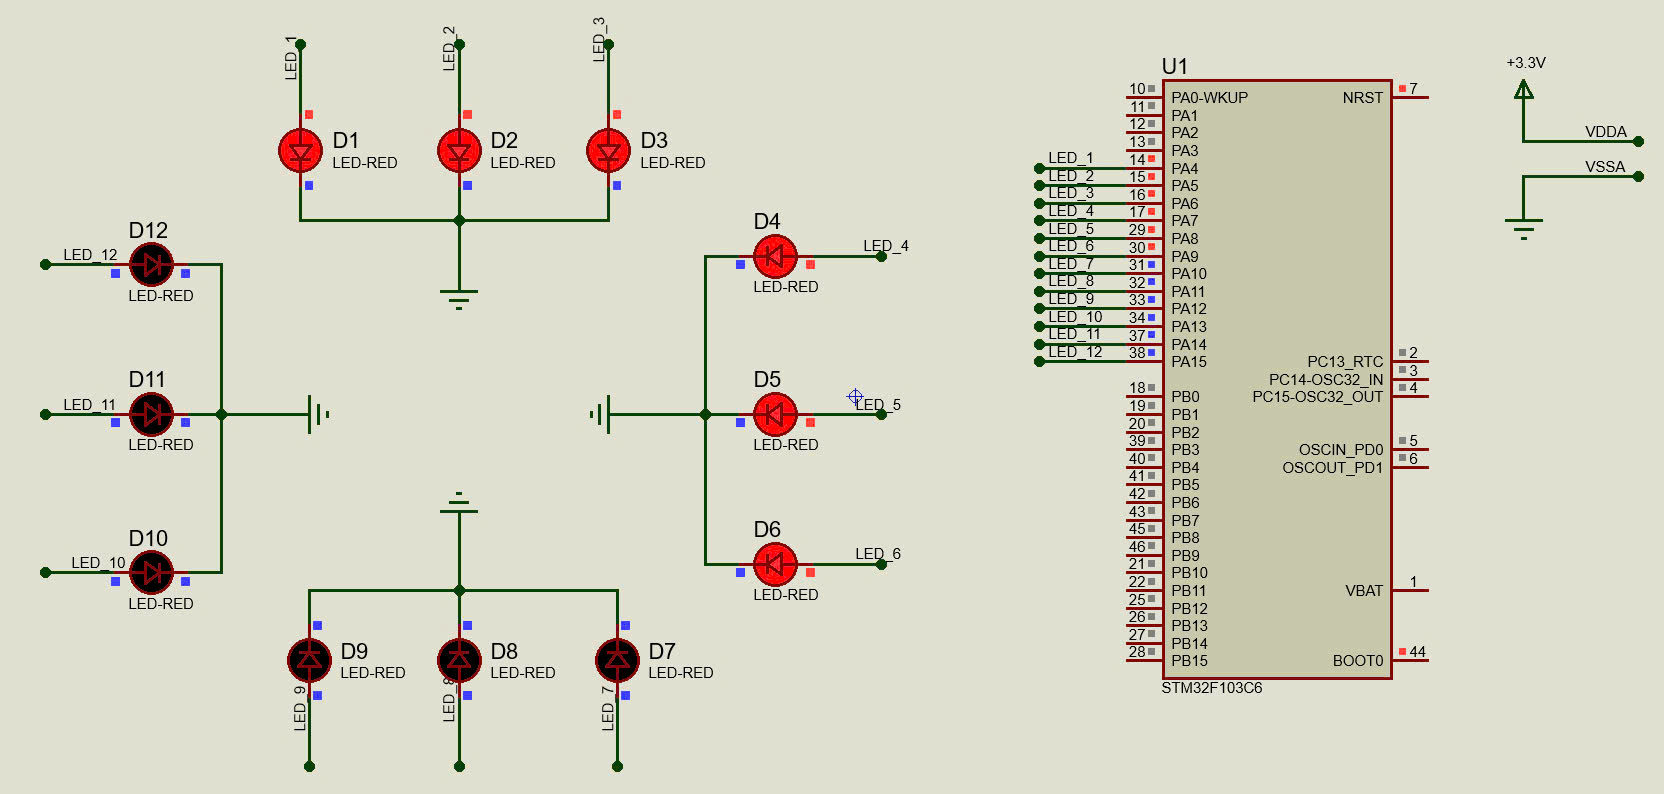 LED_1
LED_2
LED_3
D1
LED-RED
D2
LED-RED
D3
LED-RED
D12
LED_12
LED-RED
D11
LED_11
LED-RED
D10
LED_10
LED-RED
D4
LED_4
LED-RED
D5
LED_5
LED-RED
D6
LED_6
LED-RED
D9
LED-RED
LED_9
D8
LED-RED
LED_8
D7
LED-RED
LED_7
U1
10 PA0-WKUP
11 PA1
12 PA2
13 PA3
LED_1 14 PA4
LED_2 15 PA5
LED_3 16 PA6
LED_4 17 PA7
LED_5 29 PA8
LED_6 30 PA9
LED_7 31 PA10
LED_8 32 PA11
LED_9 33 PA12
LED_10 34 PA13
LED_11 37 PA14
LED_12 38 PA15
18 PB0
19 PB1
20 PB2
39 PB3
40 PB4
41 PB5
42 PB6
43 PB7
45 PB8
46 PB9
21 PB10
22 PB11
25 PB12
26 PB13
27 PB14
28 PB15
NRST 7
PC13_RTC 2
PC14-OSC32_IN 3
PC15-OSC32_OUT 4
OSCIN_PD0 5
OSCOUT_PD1 6
VBAT 1
BOOT0 44
STM32F103C6
+3.3V
VDDA
VSSA